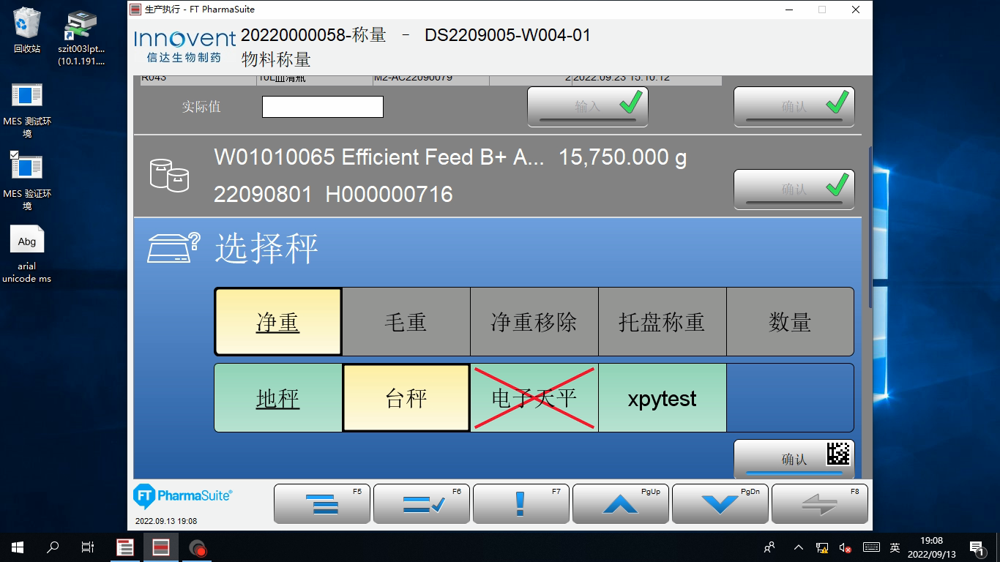 生产执行 - FT PharmaSuite
回收站
szit003lpt...
(10.1.191....
MES 测试环
境
MES 验证环
境
Abg
arial
unicode ms
Innovent
信达生物制药
20220000058-称量 - DS2209005-W004-01
物料称量
R043 10L血清瓶 M2-AC22090079 2 2022.09.23 15:10:12
实际值 输入 确认
W01010065 Efficient Feed B+ A... 15,750.000 g
22090801 H000000716
确认
选择秤
净重 毛重 净重移除 托盘称重 数量
地秤 台秤 电子天平 xpytest
确认
FT PharmaSuite®
2022.09.13 19:08
F5 F6 F7 PgUp PgDn F8
英
19:08
2022/09/13
1